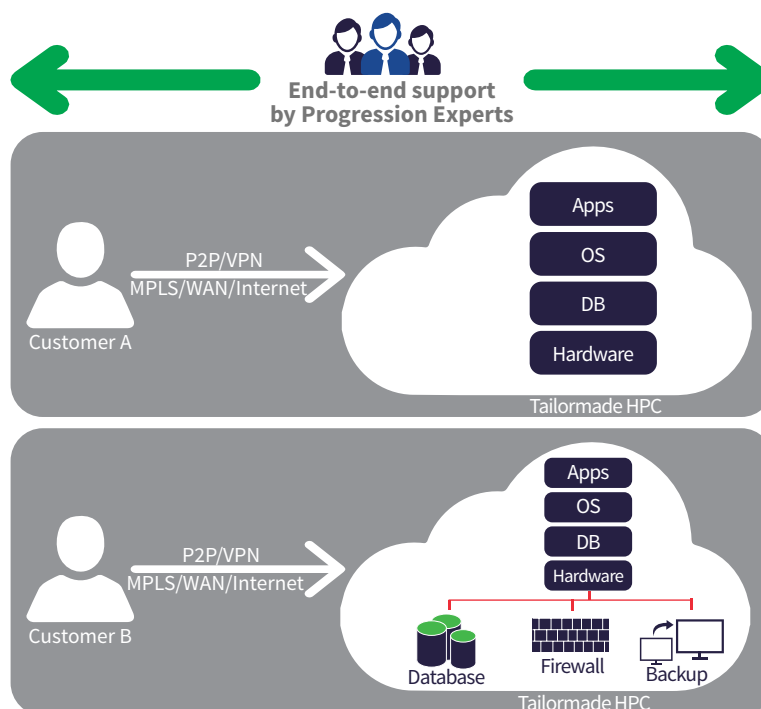 End-to-end support
by Progression Experts
Apps
OS
DB
Hardware
P2P/VPN
MPLS/WAN/Internet
Customer A
Tailormade HPC
Apps
OS
DB
Hardware
P2P/VPN
MPLS/WAN/Internet
Customer B
Database
Firewall
Backup
Tailormade HPC